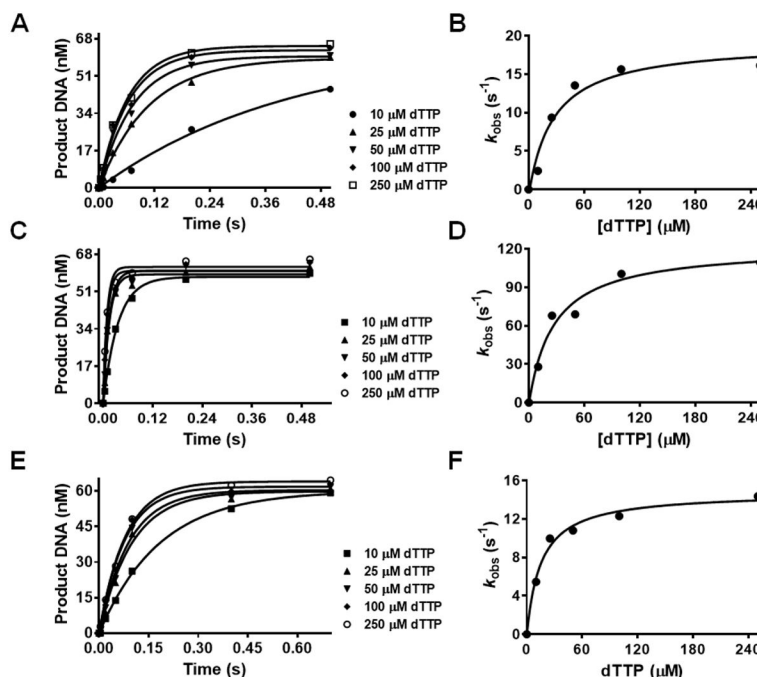 A
Product DNA (nM)
68
51
34
17
0
0.00 0.12 0.24 0.36 0.48
Time (s)
10 μM dTTP
25 μM dTTP
50 μM dTTP
100 μM dTTP
250 μM dTTP
B
kobs (s-1)
20
15
10
5
0
0 60 120 180 240
[dTTP] (μM)
C
Product DNA (nM)
68
51
34
17
0
0.00 0.12 0.24 0.36 0.48
Time (s)
10 μM dTTP
25 μM dTTP
50 μM dTTP
100 μM dTTP
250 μM dTTP
D
kobs (s-1)
120
90
60
30
0
0 60 120 180 240
[dTTP] (μM)
E
Product DNA (nM)
60
45
30
15
0
0.00 0.15 0.30 0.45 0.60
Time (s)
10 μM dTTP
25 μM dTTP
50 μM dTTP
100 μM dTTP
250 μM dTTP
F
kobs (s-1)
16
12
8
4
0
0 60 120 180 240
dTTP (μM)